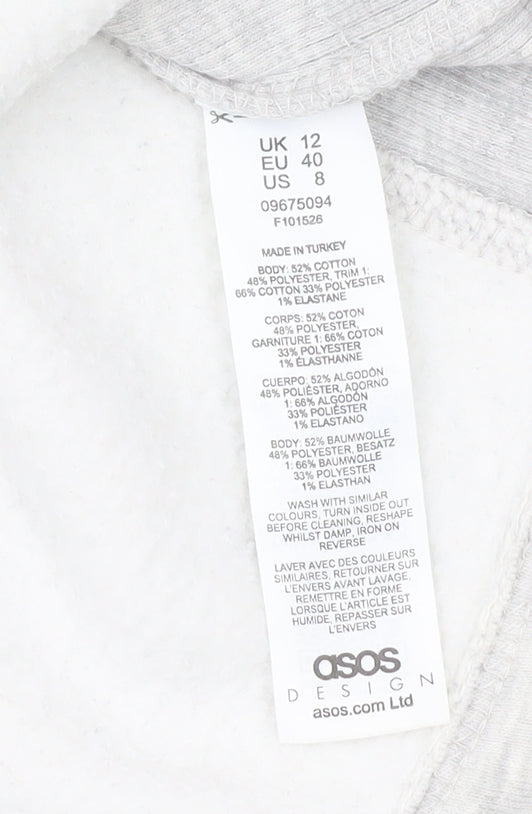 UK 12
EU 40
US 8
09675094
F101526
MADE IN TURKEY
BODY: 52% COTTON
48% POLYESTER, TRIM 1:
66% COTTON 33% POLYESTER
1% ELASTANE
CORPS: 52% COTON
48% POLYESTER,
GARNITURE 1: 66% COTON
33% POLYESTER
1% ÉLASTHANNE
CUERPO: 52% ALGODÓN
48% POLIÉSTER, ADORNO
1: 66% ALGODÓN
33% POLIÉSTER
1% ELASTANO
BODY: 52% BAUMWOLLE
48% POLYESTER, BESATZ
1: 66% BAUMWOLLE
33% POLYESTER
1% ELASTHAN
WASH WITH SIMILAR
COLOURS, TURN INSIDE OUT
BEFORE CLEANING, RESHAPE
WHILST DAMP, IRON ON
REVERSE
LAVER AVEC DES COULEURS
SIMILAIRES, RETOURNER SUR
L'ENVERS AVANT LAVAGE,
REMETTRE EN FORME
LORSQUE L'ARTICLE EST
HUMIDE, REPASSER SUR
L'ENVERS
asos
DESIGN
asos.com Ltd